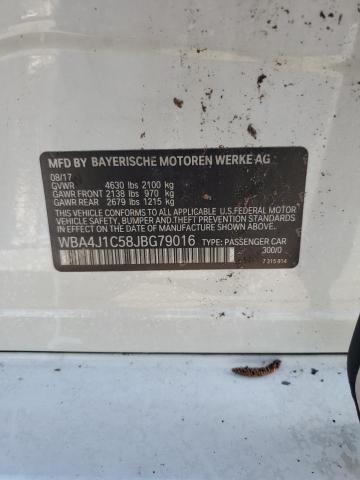 MFD BY BAYERISCHE MOTOREN WERKE AG
08/17
GVWR 4630 lbs 2100 kg
GAWR FRONT 2138 lbs 970 kg
GAWR REAR 2679 lbs 1215 kg
THIS VEHICLE CONFORMS TO ALL APPLICABLE U.S.FEDERAL MOTOR
VEHICLE SAFETY, BUMPER, AND THEFT PREVENTION STANDARDS
IN EFFECT ON THE DATE OF MANUFACTURE SHOWN ABOVE.
WBA4J1C58JBG79016 TYPE: PASSENGER CAR
300/0
7 315 814